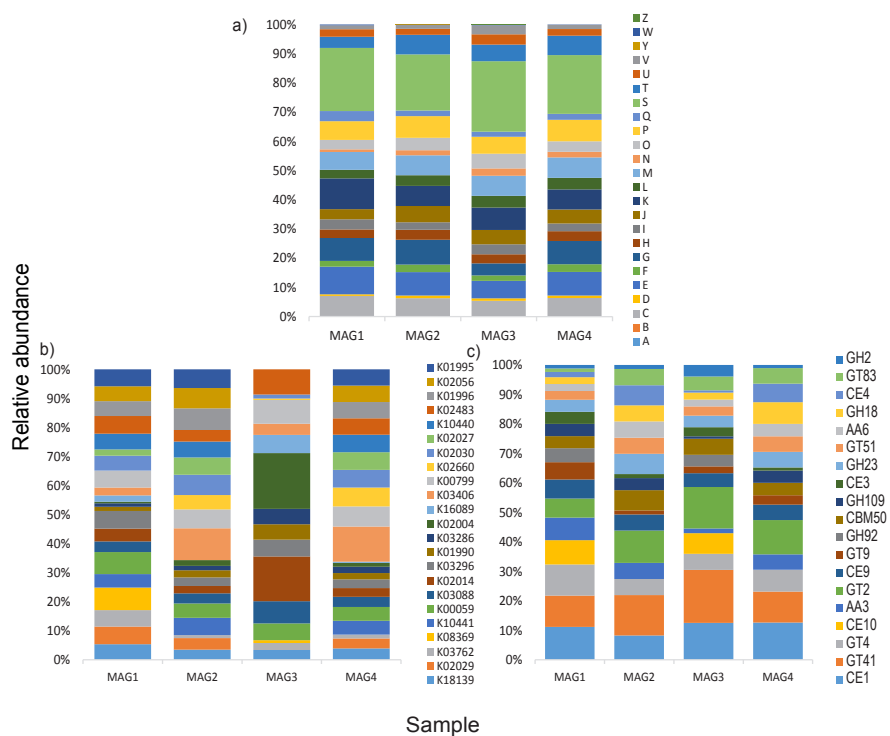 a)
100%
90%
80%
70%
60%
50%
40%
30%
20%
10%
0%
MAG1 MAG2 MAG3 MAG4
Z
W
Y
V
U
T
S
Q
P
O
N
M
L
K
J
I
H
G
F
E
D
C
B
A
Relative abundance
b)
100%
90%
80%
70%
60%
50%
40%
30%
20%
10%
0%
MAG1 MAG2 MAG3 MAG4
K01995
K02056
K01996
K02483
K10440
K02027
K02030
K02660
K00799
K03406
K16089
K02004
K03286
K01990
K03296
K02014
K03088
K00059
K10441
K08369
K03762
K02029
K18139
c)
100%
90%
80%
70%
60%
50%
40%
30%
20%
10%
0%
MAG1 MAG2 MAG3 MAG4
GH2
GT83
CE4
GH18
AA6
GT51
GH23
CE3
GH109
CBM50
GH92
GT9
CE9
GT2
AA3
CE10
GT4
GT41
CE1
Sample